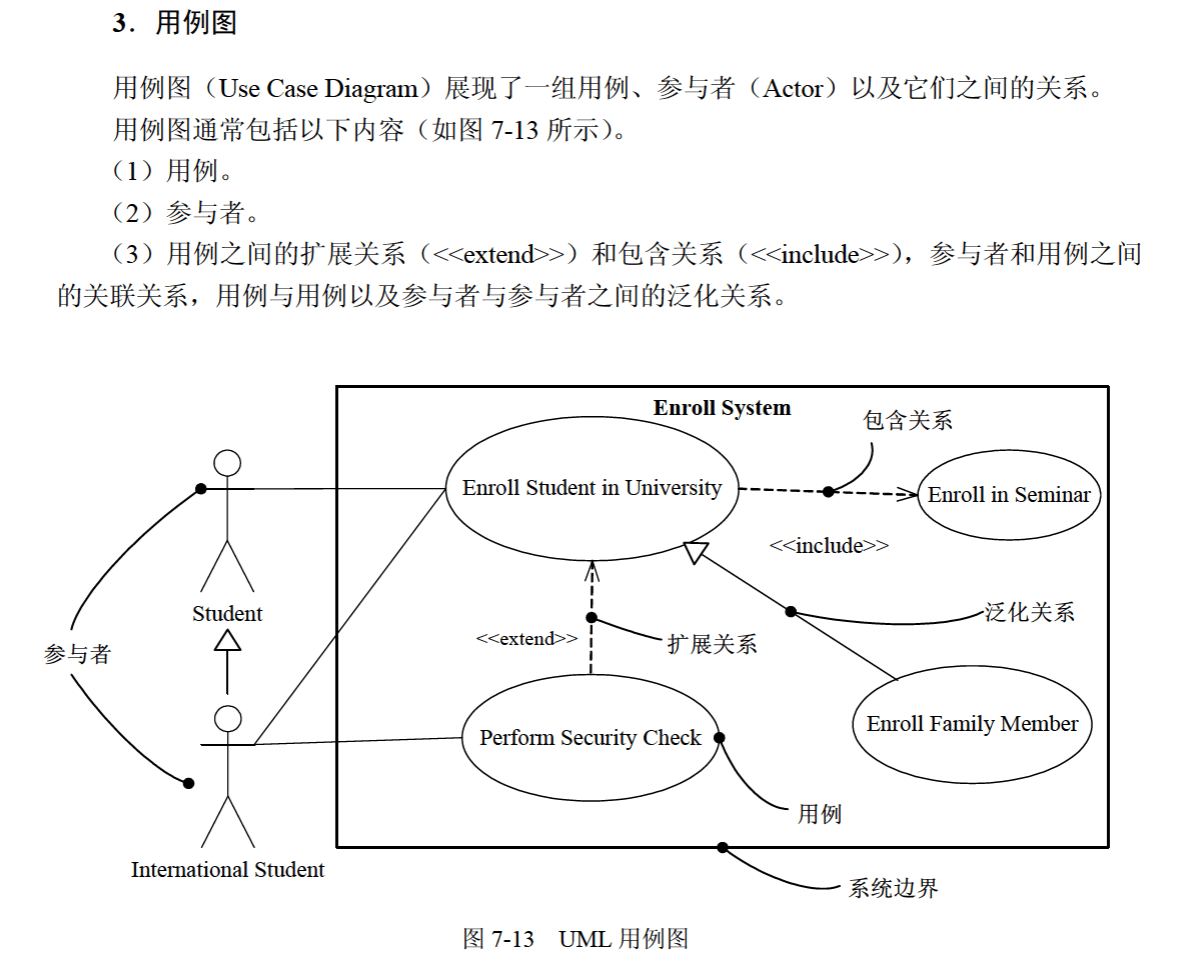 3．用例图
用例图（Use Case Diagram）展现了一组用例、参与者（Actor）以及它们之间的关系。
用例图通常包括以下内容（如图 7-13 所示）。
（1）用例。
（2）参与者。
（3）用例之间的扩展关系（<<extend>>）和包含关系（<<include>>），参与者和用例之间
的关联关系，用例与用例以及参与者与参与者之间的泛化关系。
Enroll System
包含关系
Enroll Student in University
Enroll in Seminar
<<include>>
Student
泛化关系
<<extend>>
扩展关系
参与者
Enroll Family Member
Perform Security Check
用例
International Student
系统边界
图 7-13 UML 用例图